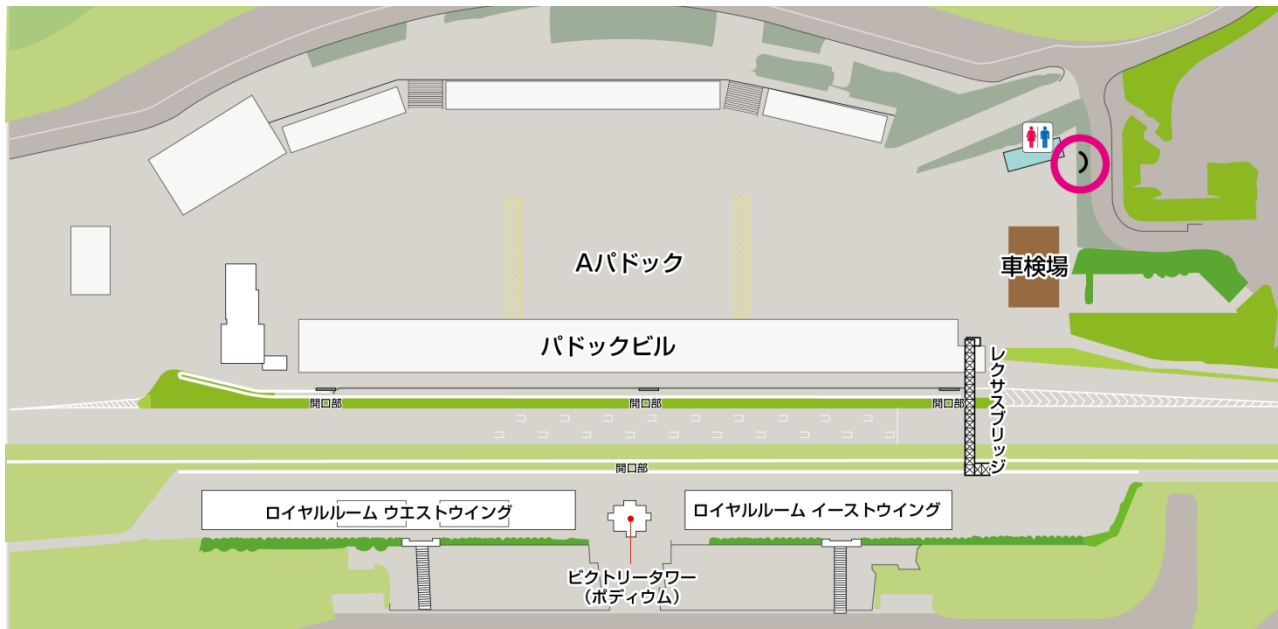 Aパドック
車検場
パドックビル
レクサスブリッジ
開口部
開口部
開口部
開口部
ロイヤルルーム ウエストウイング
ロイヤルルーム イーストウイング
ビクトリータワー
（ポディウム）